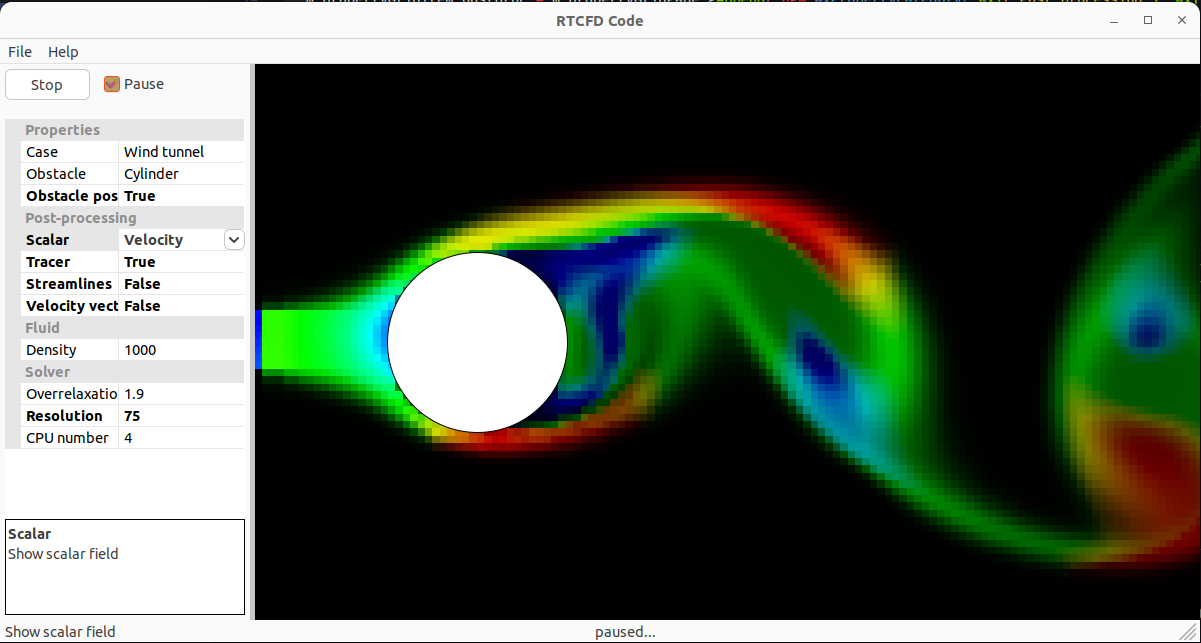 RTCFD Code
File Help
Stop Pause
Properties
Case Wind tunnel
Obstacle Cylinder
Obstacle pos True
Post-processing
Scalar Velocity
Tracer True
Streamlines False
Velocity vect False
Fluid
Density 1000
Solver
Overrelaxatio 1.9
Resolution 75
CPU number 4
Scalar
Show scalar field
Show scalar field paused...